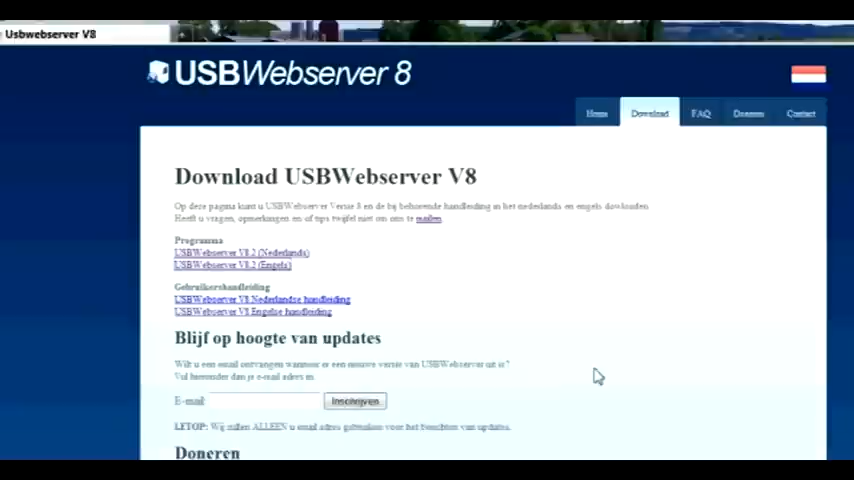 Usbwebserver V8
USBWebserver 8
Home Download FAQ Doneren Contact
Download USBWebserver V8
Op deze pagina kunt u USBWebserver Versie 8 en de bij behorende handleiding in het nederlands en engels dowloaden.
Heeft u vragen, opmerkingen en of tips twijfel niet om ons te mailen.
Programma
USBWebserver V8.2 (Nederlands)
USBWebserver V8.2 (Engels)
Gebruikershandleiding
USBWebserver V8 Nederlandse handleiding
USBWebserver V8 Engelse handleiding
Blijf op hoogte van updates
Wilt u een email ontvangen wanneer er een nieuwe versie van USBWebserver uit is?
Vul hieronder dan je e-mail adres in.
E-mail: Inschrijven
LETOP: Wij zullen ALLEEN u email adres gebruiken voor het berichten van updates.
Doneren